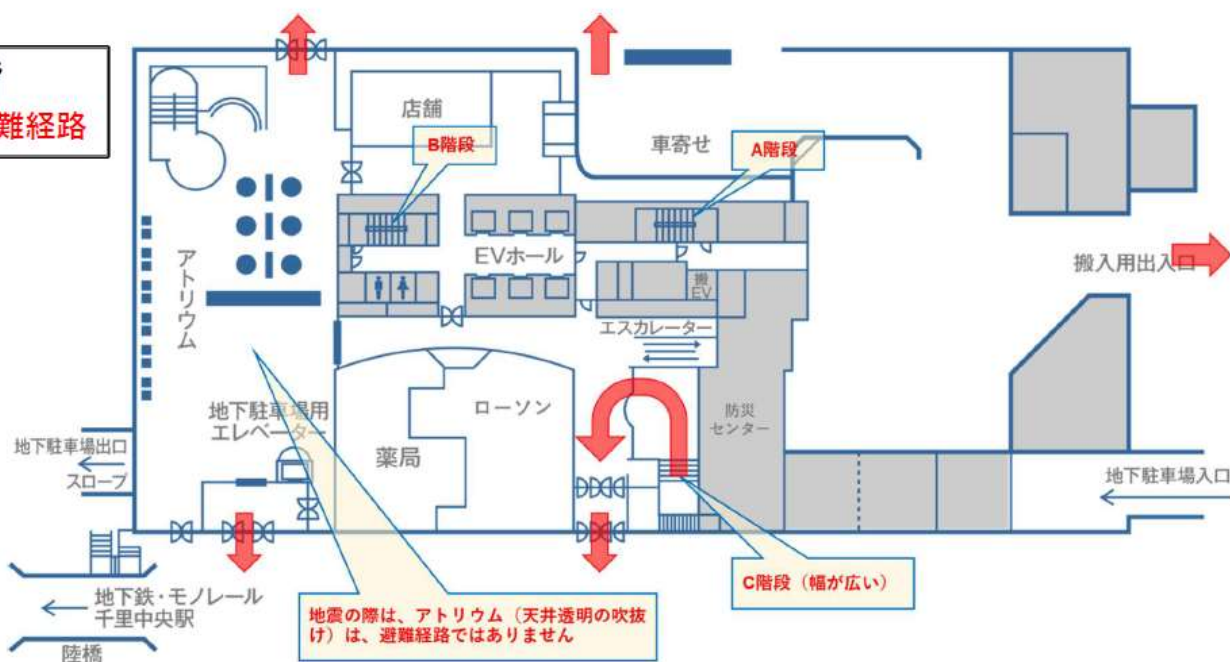 難経路
店舗
B階段
車寄せ
A階段
EVホール
搬入用出入口
アトリウム
搬
EV
エスカレーター
ローソン
防災
センター
地下駐車場用
エレベーター
薬局
地下駐車場出口
スロープ
地下駐車場入口
C階段（幅が広い）
地震の際は、アトリウム（天井透明の吹抜
け）は、避難経路ではありません
地下鉄・モノレール
千里中央駅
陸橋